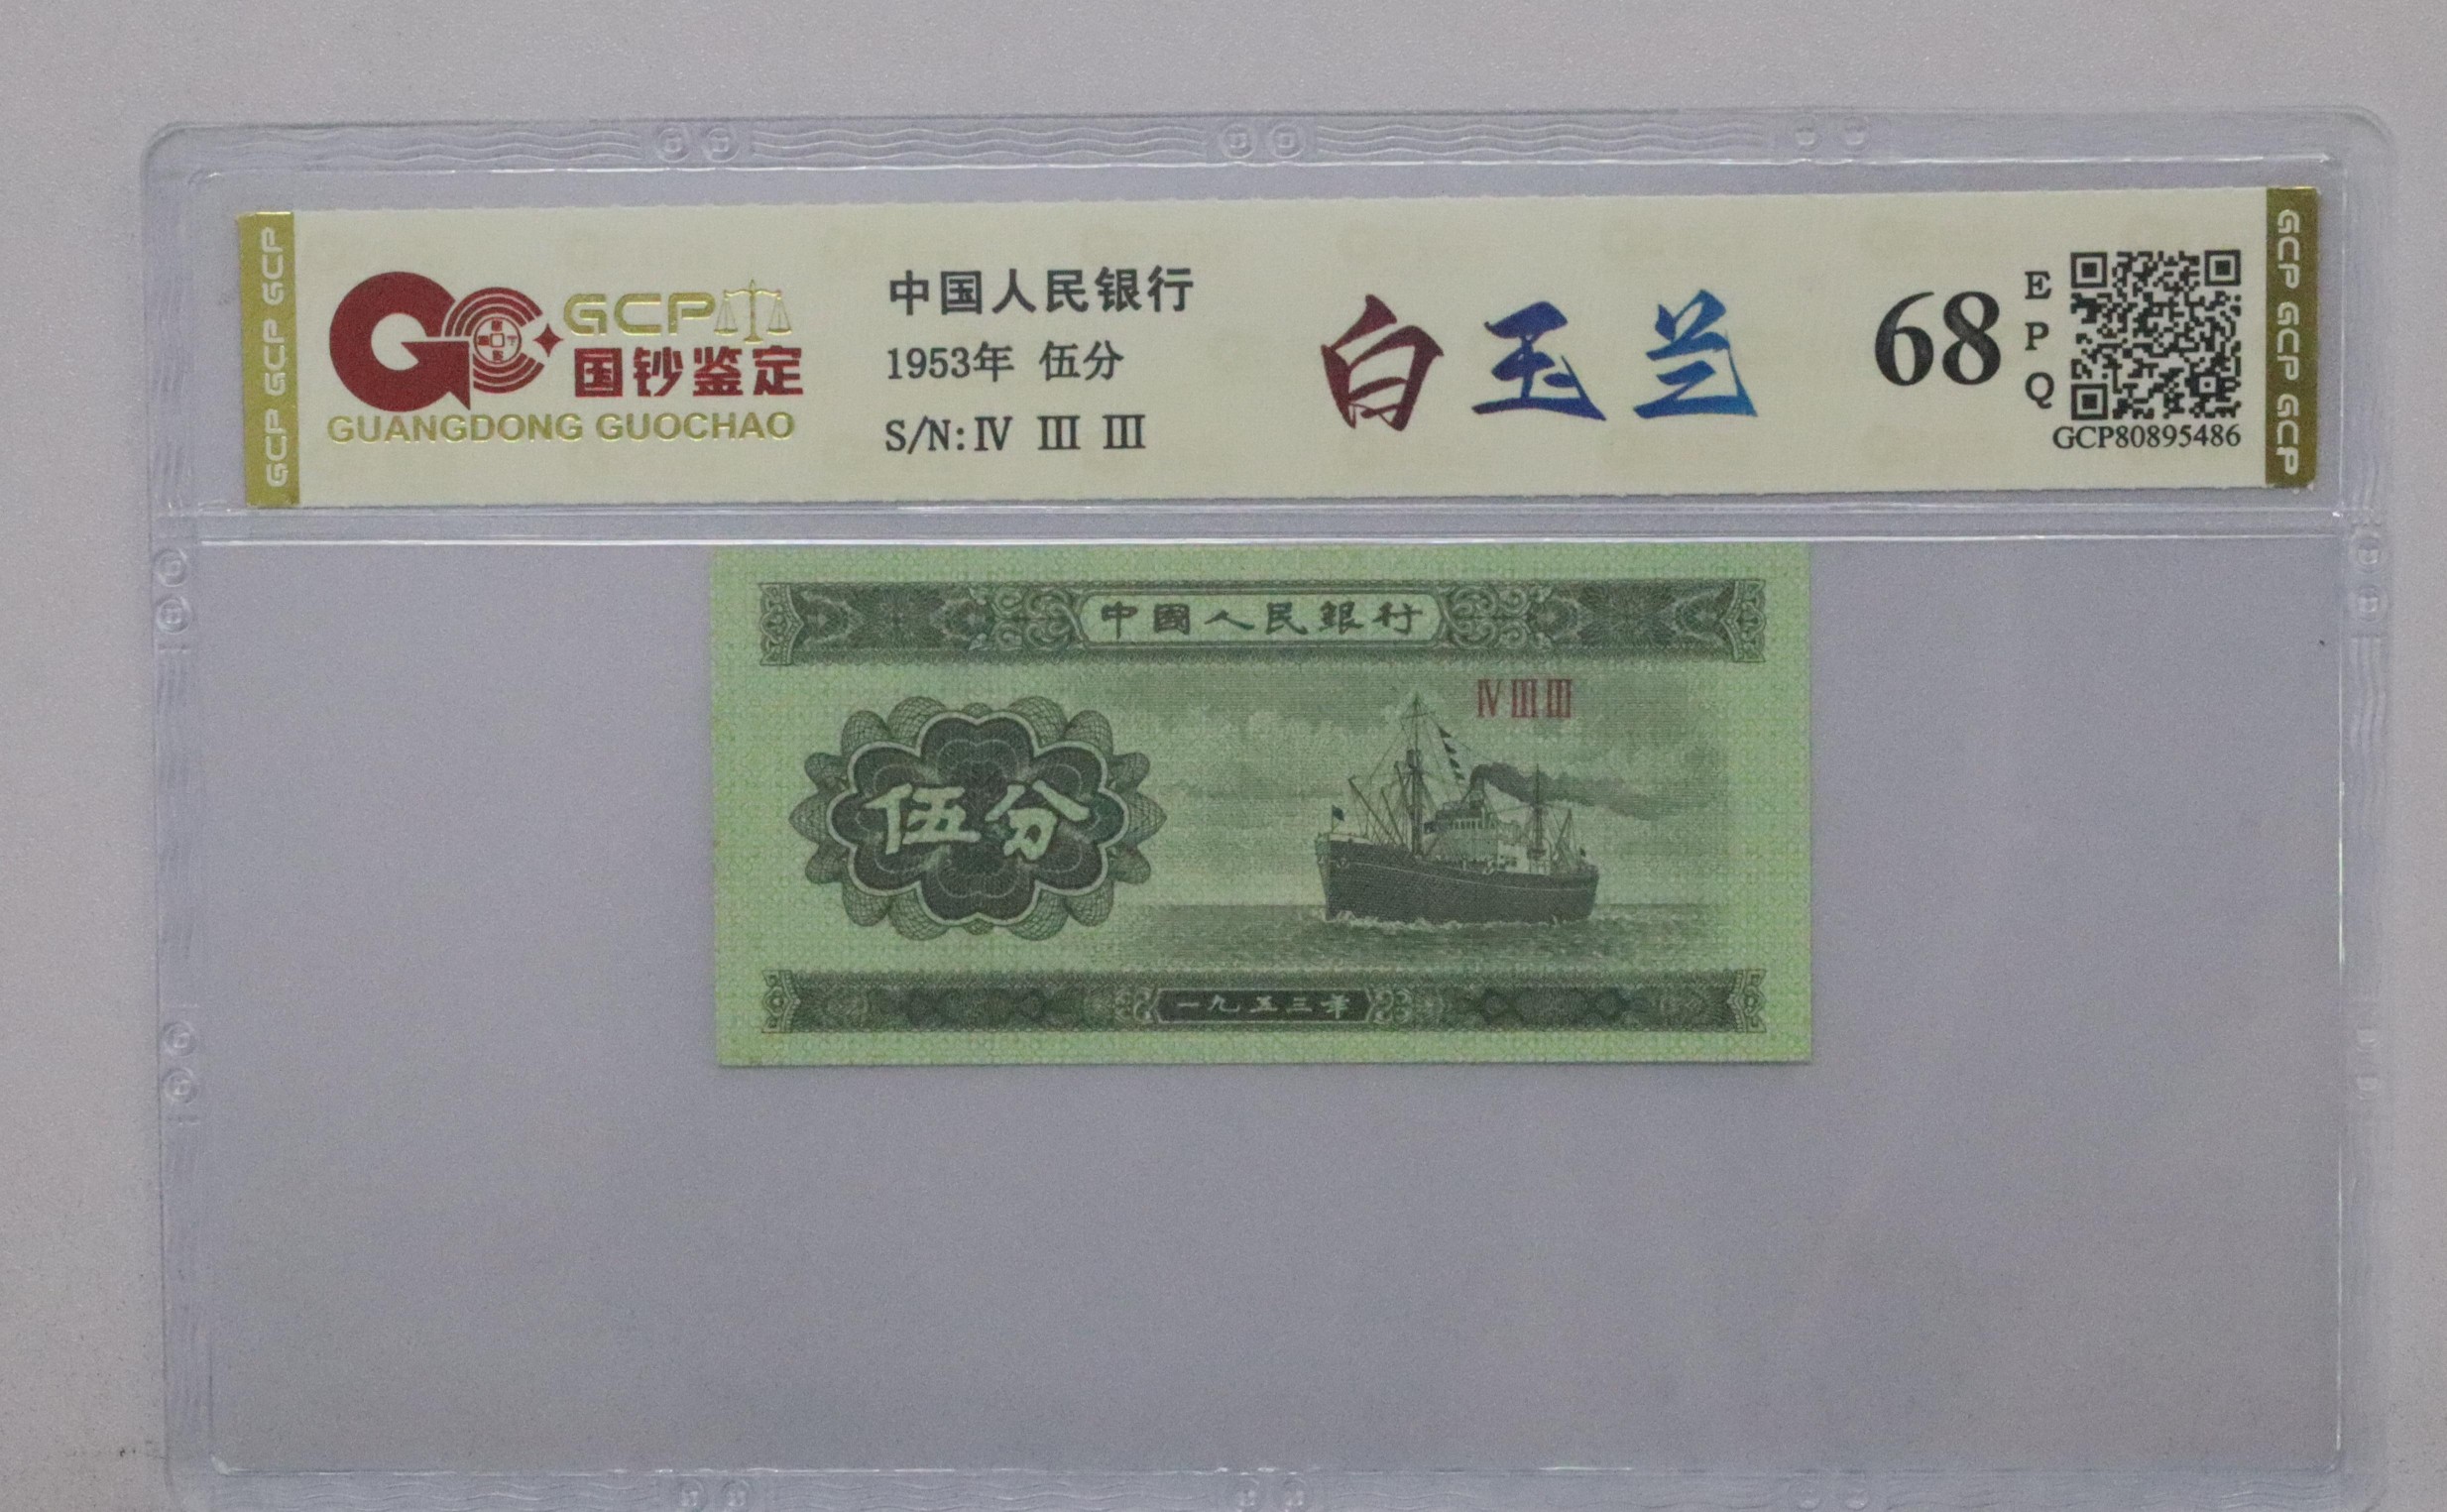 GCP GCP GCP
GCP
国钞鉴定
GUANGDONG GUOCHAO
中国人民银行
1953年 伍分
S/N:Ⅳ Ⅲ Ⅲ
白玉兰
68
E
P
Q
GCP80895486
GCP GCP GCP
中國人民銀行
Ⅳ Ⅲ Ⅲ
伍分
一九五三年